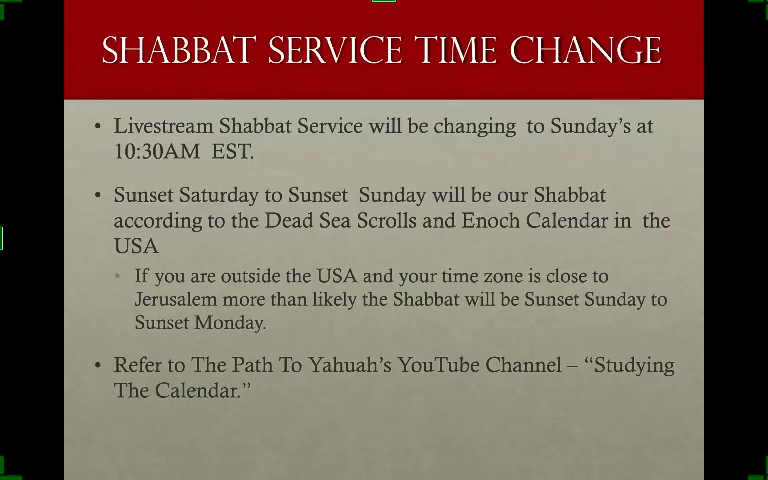 SHABBAT SERVICE TIME CHANGE
• Livestream Shabbat Service will be changing to Sunday's at
10:30AM EST.
• Sunset Saturday to Sunset Sunday will be our Shabbat
according to the Dead Sea Scrolls and Enoch Calendar in the
USA
• If you are outside the USA and your time zone is close to
Jerusalem more than likely the Shabbat will be Sunset Sunday to
Sunset Monday.
• Refer to The Path To Yahuah's YouTube Channel – “Studying
The Calendar.”